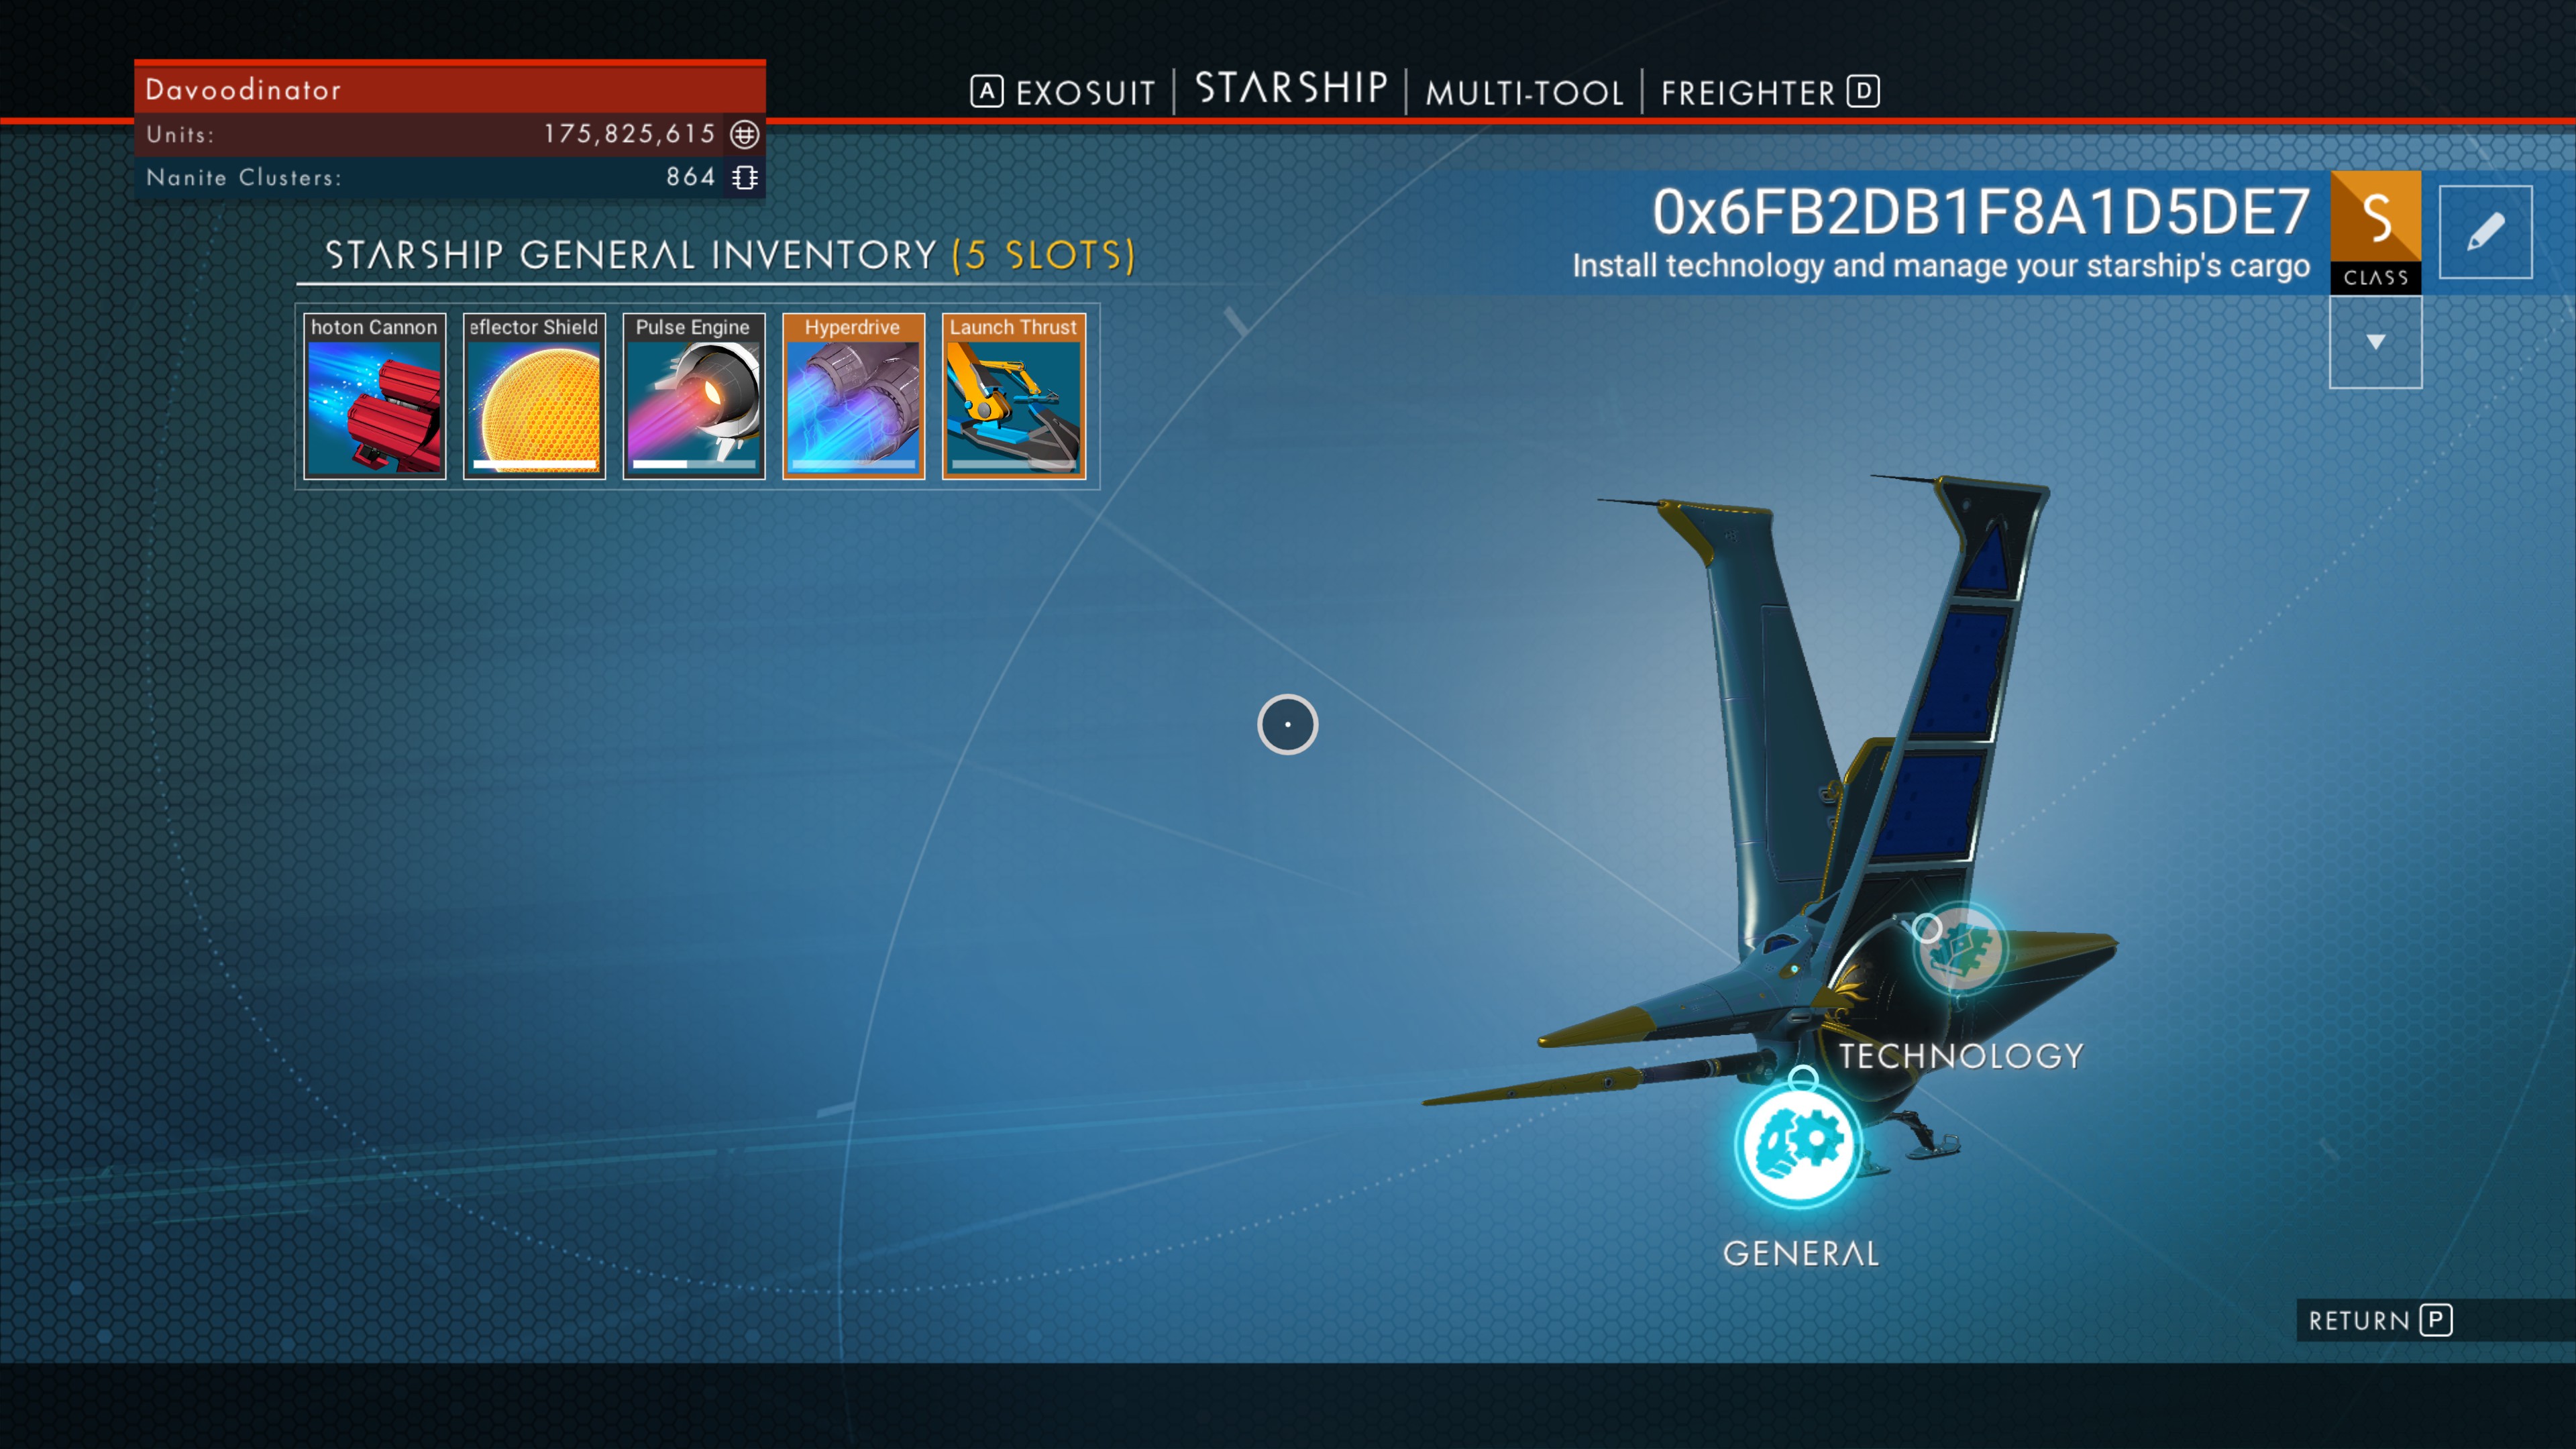 Davoodinator
Units: 175,825,615
Nanite Clusters: 864
A EXOSUIT STARSHIP MULTI-TOOL FREIGHTER D
0x6FB2DB1F8A1D5DE7
Install technology and manage your starship's cargo
S
CLASS
STARSHIP GENERAL INVENTORY (5 SLOTS)
hoton Cannon eflector Shield Pulse Engine Hyperdrive Launch Thrust
TECHNOLOGY
GENERAL
RETURN P